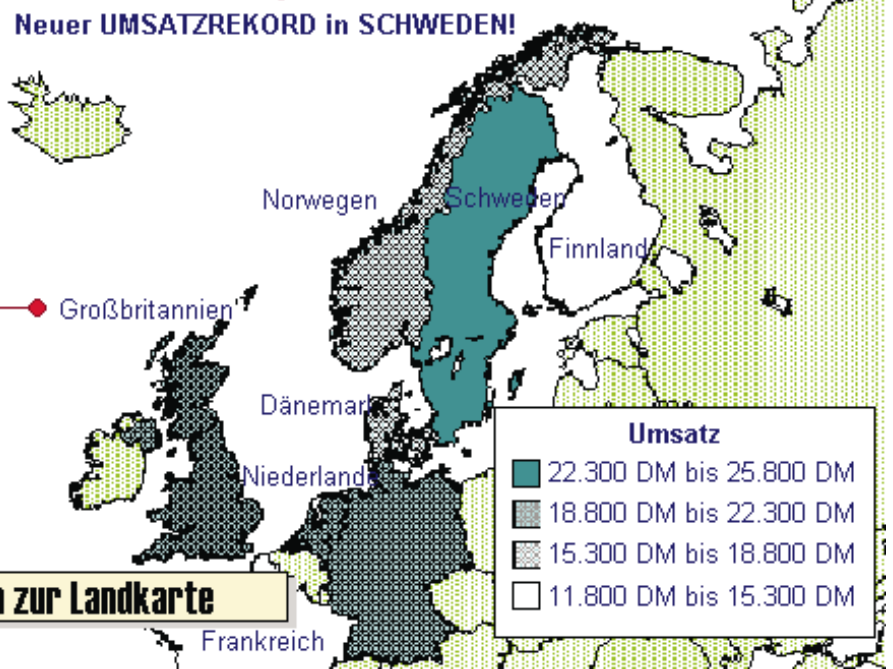 Neuer UMSATZREKORD in SCHWEDEN!
Norwegen
Schweden
Finnland
Großbritannien
Dänemark
Niederlande
Umsatz
22.300 DM bis 25.800 DM
18.800 DM bis 22.300 DM
15.300 DM bis 18.800 DM
11.800 DM bis 15.300 DM
zur Landkarte
Frankreich